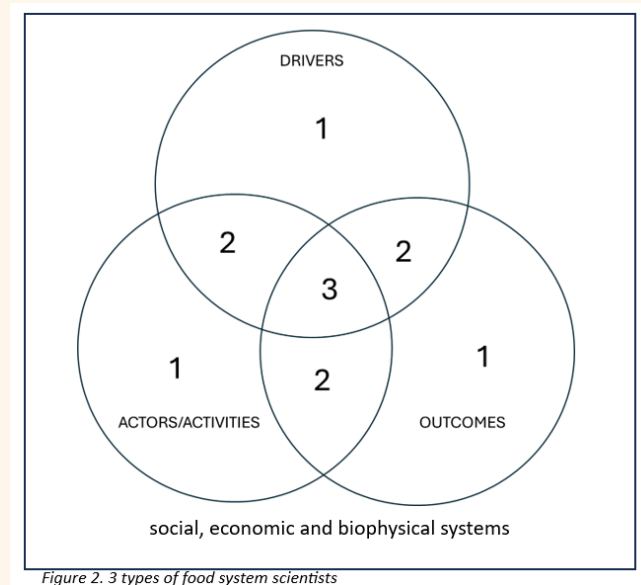 DRIVERS
1
2
2
3
1
1
2
ACTORS/ACTIVITIES
OUTCOMES
social, economic and biophysical systems
Figure 2. 3 types of food system scientists